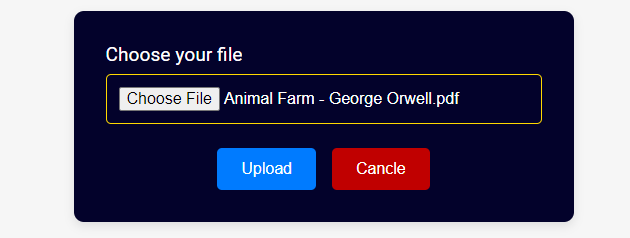 Choose your file
Choose File Animal Farm - George Orwell.pdf
Upload Cancle